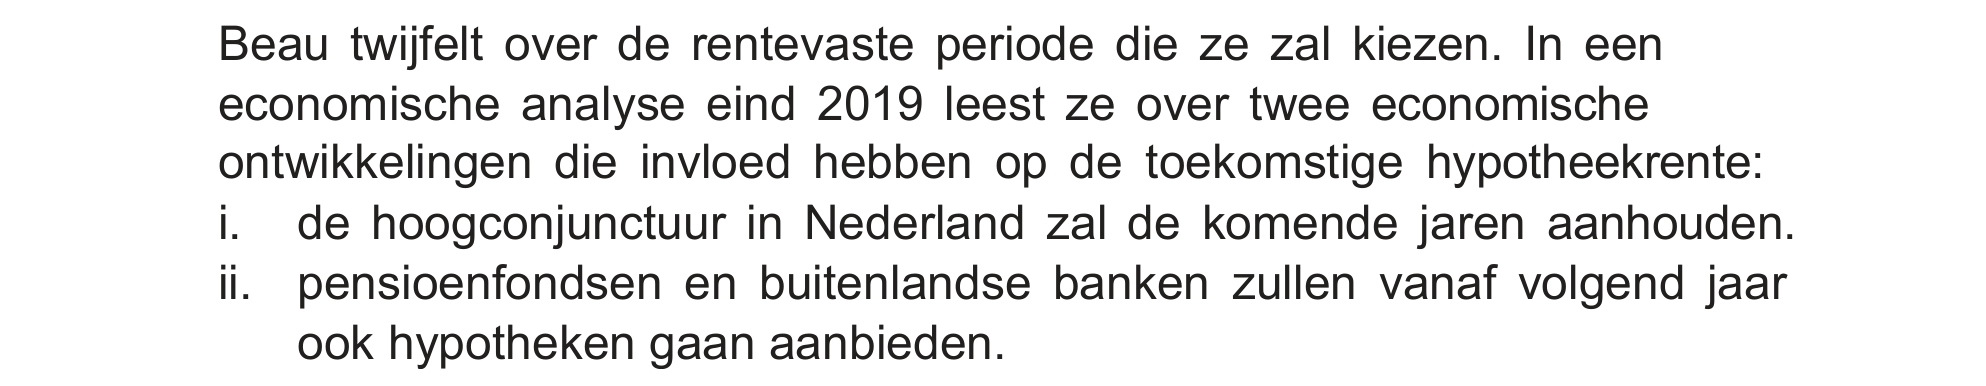 Beau twijfelt over de rentevaste periode die ze zal kiezen. In een
economische analyse eind 2019 leest ze over twee economische
ontwikkelingen die invloed hebben op de toekomstige hypotheekrente:
i. de hoogconjunctuur in Nederland zal de komende jaren aanhouden.
ii. pensioenfondsen en buitenlandse banken zullen vanaf volgend jaar
ook hypotheken gaan aanbieden.